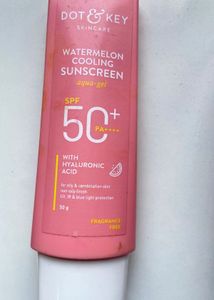 DOT & KEY
SKINCARE
WATERMELON
COOLING
SUNSCREEN
aqua-gel
SPF
50+
PA++++
WITH
HYALURONIC
ACID
for oily & combination skin
UV, IR & blue light protection
50 g
FRAGRANCE
FREE